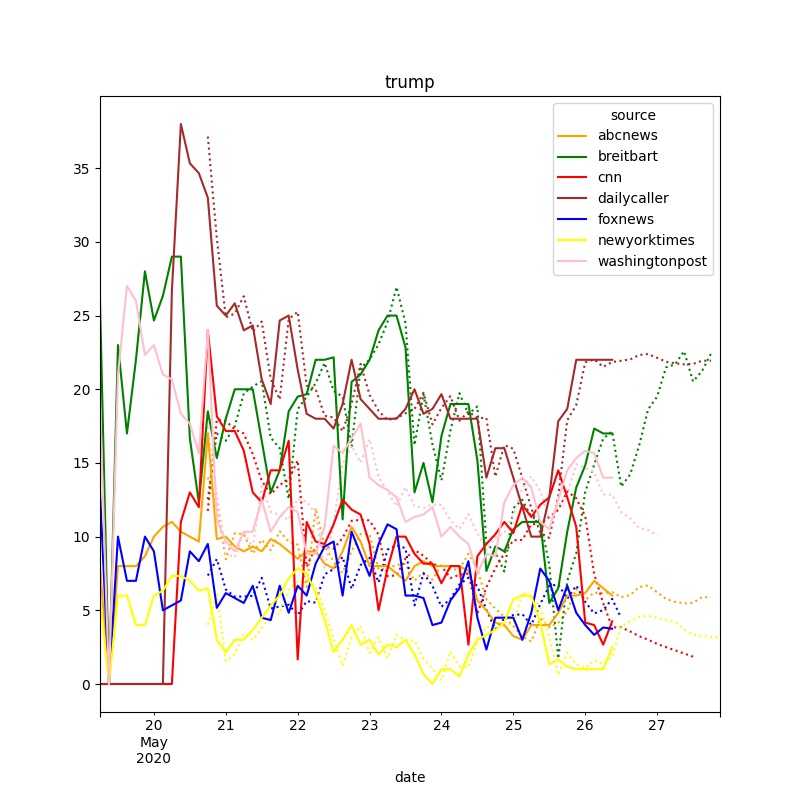 trump
source
abcnews
breitbart
cnn
dailycaller
foxnews
newyorktimes
washingtonpost
35
30
25
20
15
10
5
0
20 21 22 23 24 25 26 27
May
2020
date